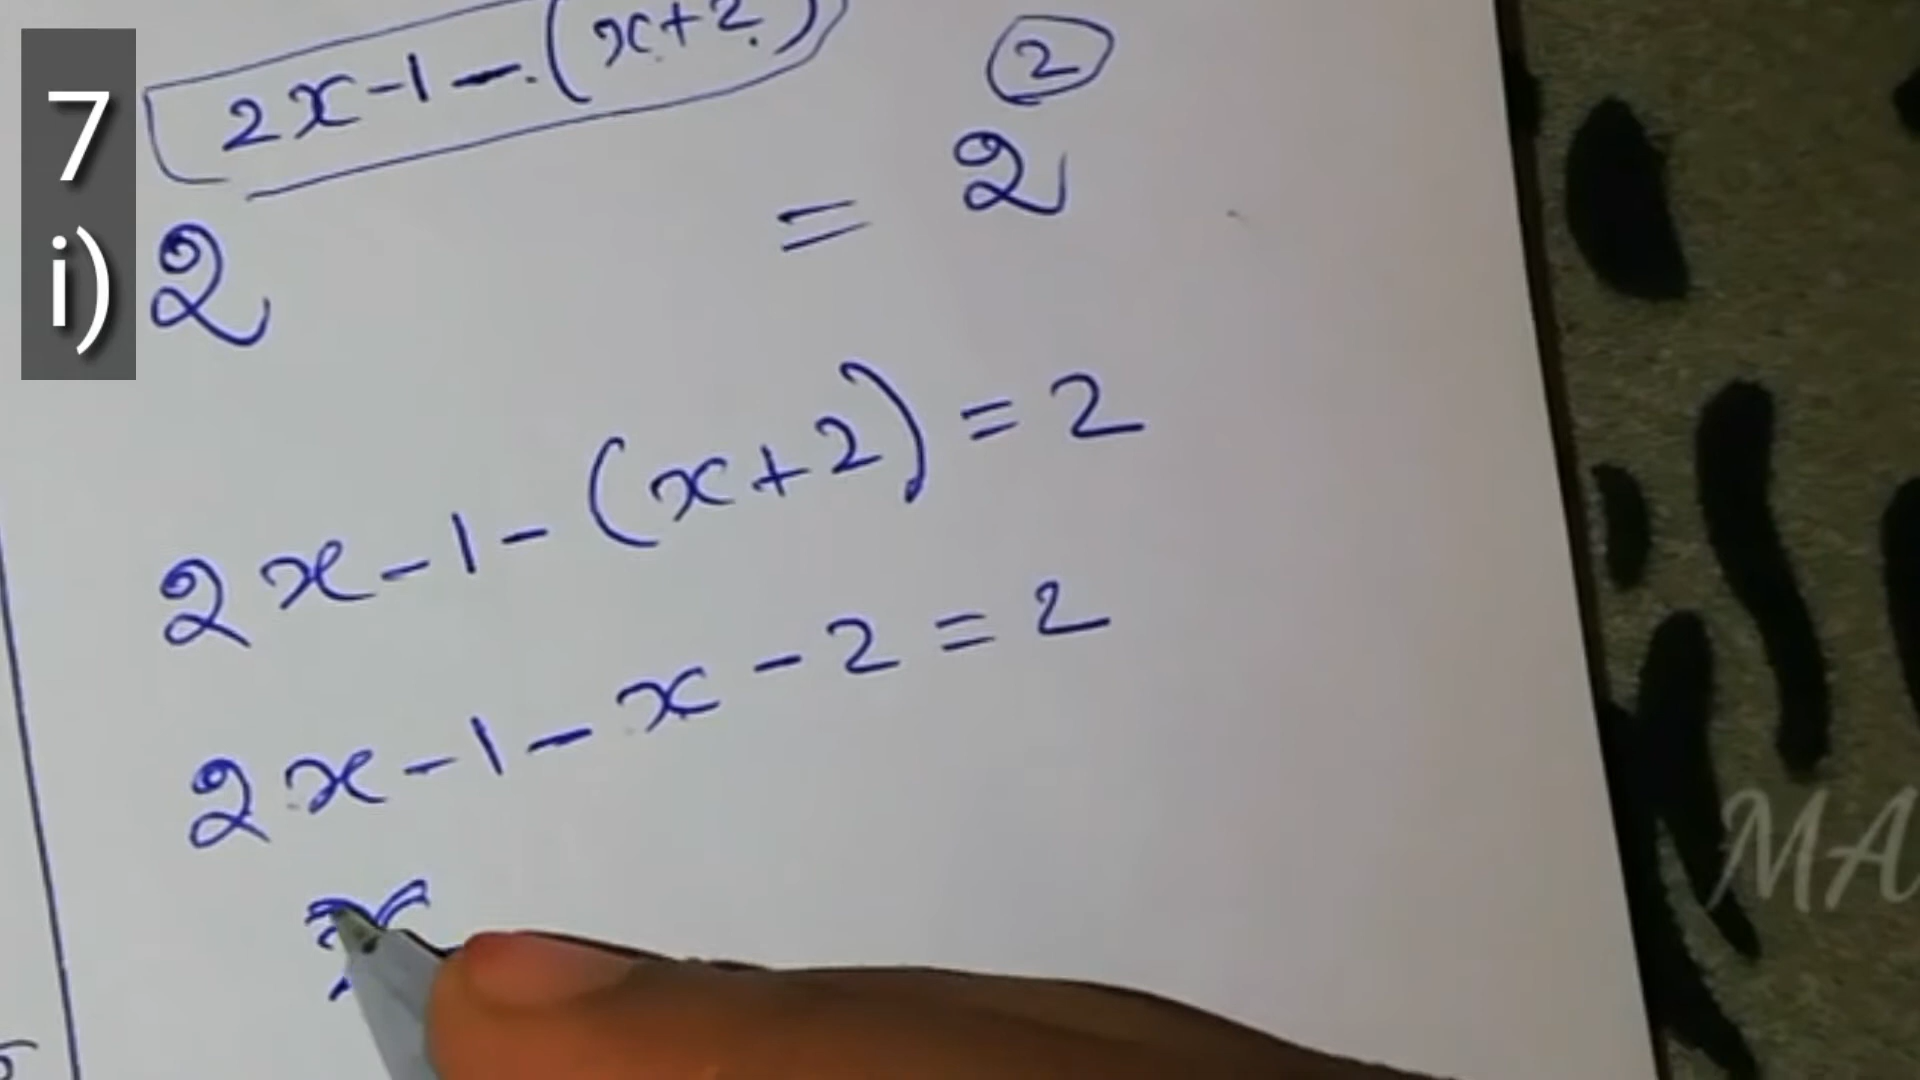 7
i)
2x-1-(x+2) 2
2 = 2
2x-1-(x+2)=2
2x-1-x-2=2
x
MA